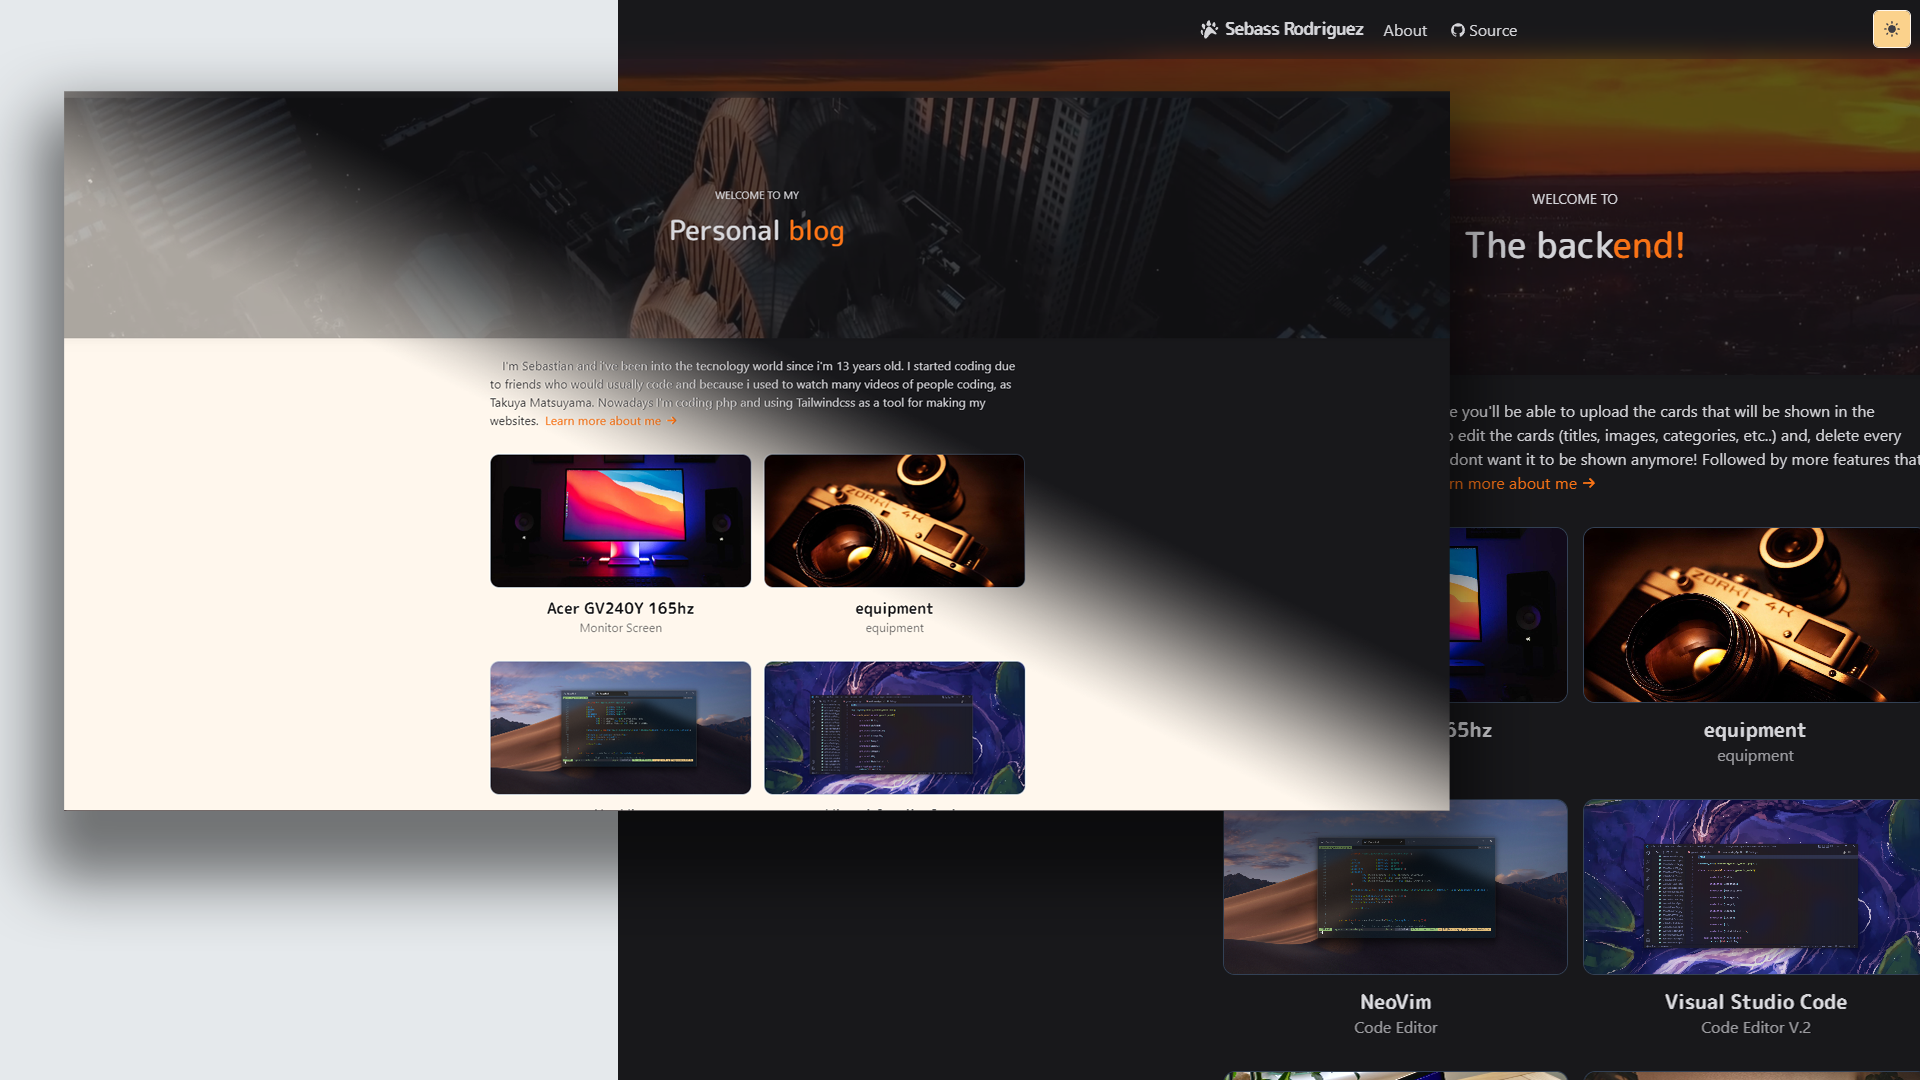 Sebass Rodriguez About Source
WELCOME TO MY
Personal blog
I'm Sebastian and i've been into the tecnology world since i'm 13 years old. I started coding due
to friends who would usually code and because i used to watch many videos of people coding, as
Takuya Matsuyama. Nowadays I'm coding php and using Tailwindcss as a tool for making my
websites. Learn more about me →
ZORKI-4K
Acer GV240Y 165hz
Monitor Screen
equipment
equipment
WELCOME TO
The backend!
you'll be able to upload the cards that will be shown in the
edit the cards (titles, images, categories, etc..) and, delete every
dont want it to be shown anymore! Followed by more features that
more about me →
ZORKI-4K
equipment
equipment
NeoVim
Code Editor
Visual Studio Code
Code Editor V.2